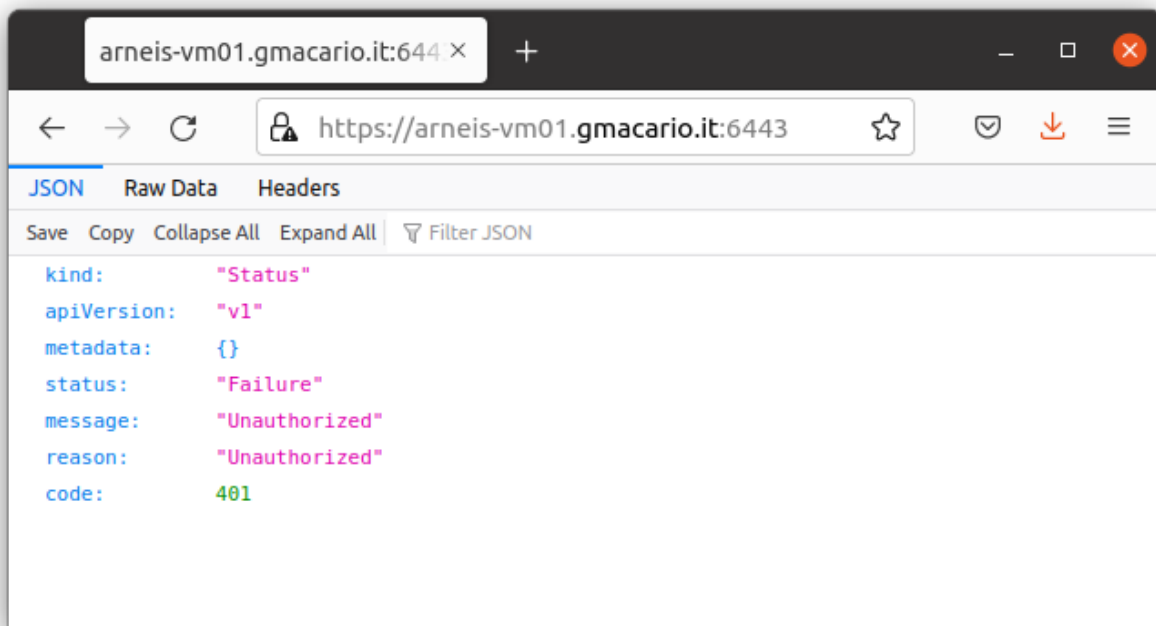 arneis-vm01.gmacario.it:644
https://arneis-vm01.gmacario.it:6443
JSON Raw Data Headers
Save Copy Collapse All Expand All Filter JSON
kind: "Status"
apiVersion: "v1"
metadata: {}
status: "Failure"
message: "Unauthorized"
reason: "Unauthorized"
code: 401